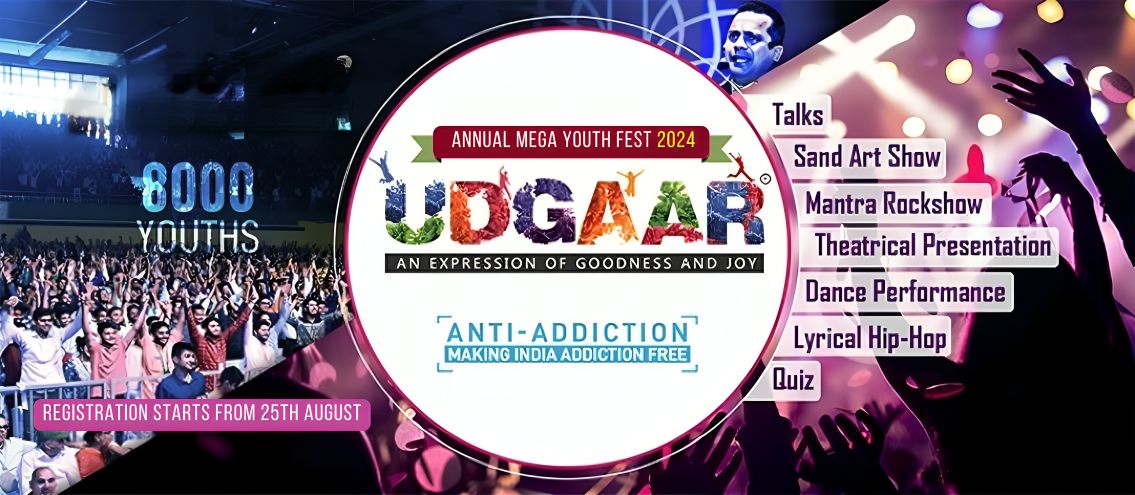 8000
YOUTHS
REGISTRATION STARTS FROM 25TH AUGUST
ANNUAL MEGA YOUTH FEST 2024
UDGAAR
AN EXPRESSION OF GOODNESS AND JOY
ANTI-ADDICTION
MAKING INDIA ADDICTION FREE
Talks
Sand Art Show
Mantra Rockshow
Theatrical Presentation
Dance Performance
Lyrical Hip-Hop
Quiz